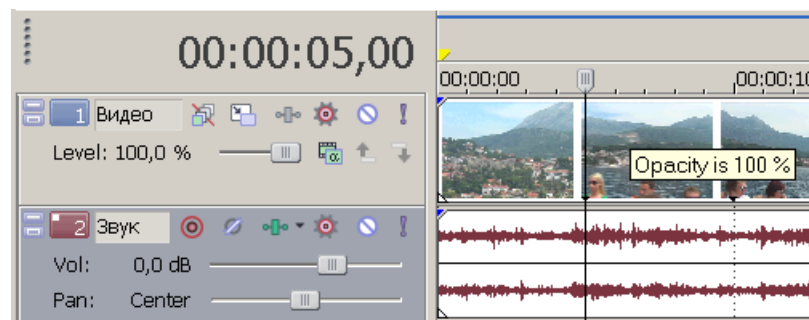 00:00:05,00
00:00:00
00:00:10
1 Видео
Level: 100,0 %
Opacity is 100 %
2 Звук
Vol: 0,0 dB
Pan: Center